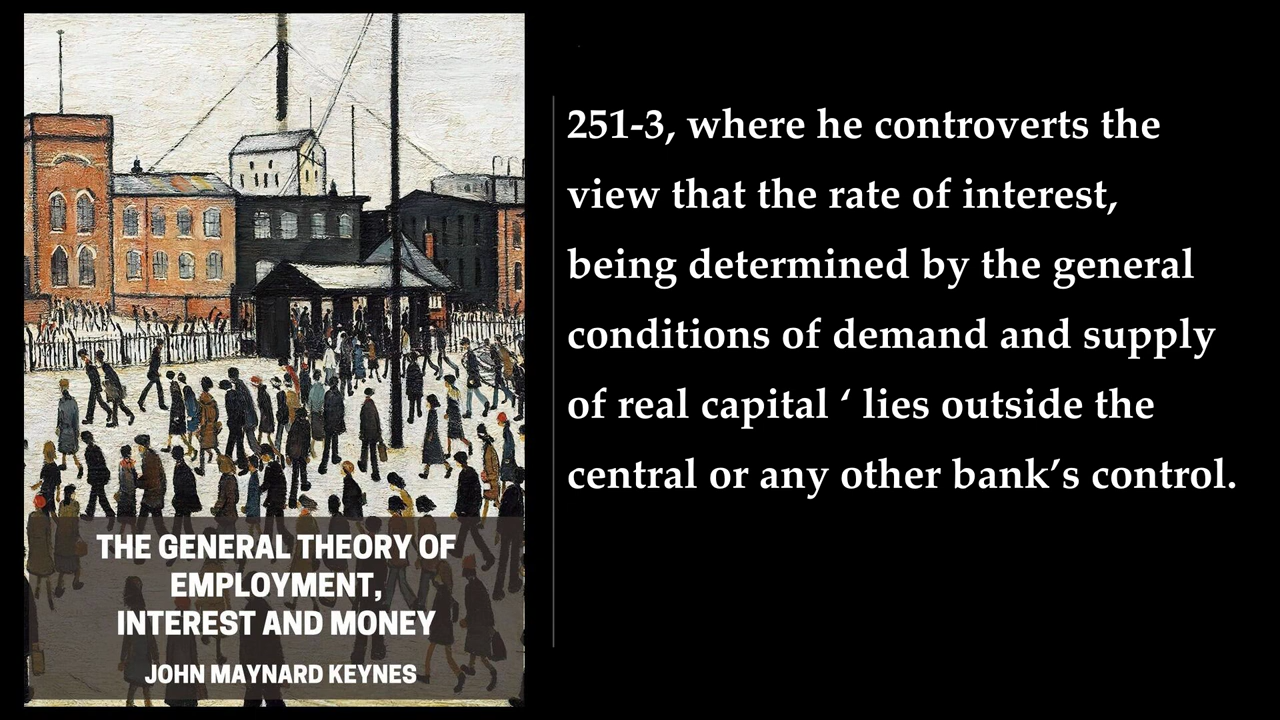 251-3, where he controverts the
view that the rate of interest,
being determined by the general
conditions of demand and supply
of real capital ‘ lies outside the
central or any other bank’s control.
THE GENERAL THEORY OF
EMPLOYMENT,
INTEREST AND MONEY
JOHN MAYNARD KEYNES